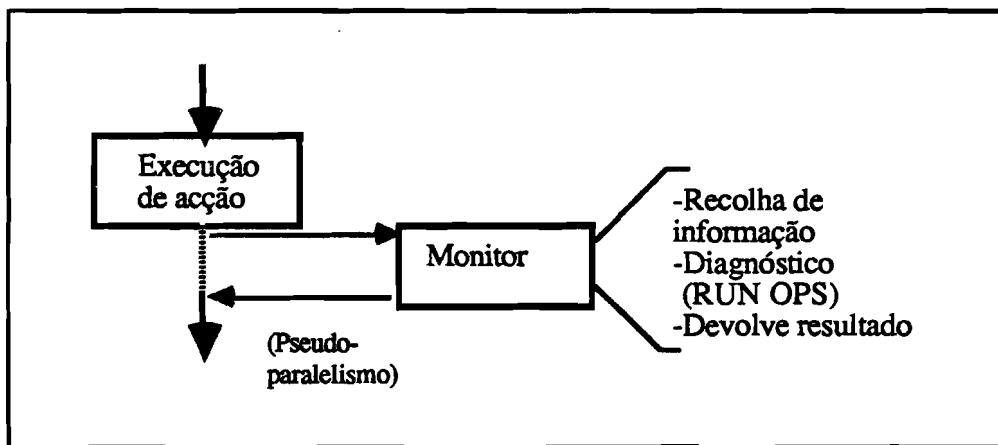 Execução
de acção
Monitor
-Recolha de
informação
-Diagnóstico
(RUN OPS)
-Devolve resultado
(Pseudo-
paralelismo)